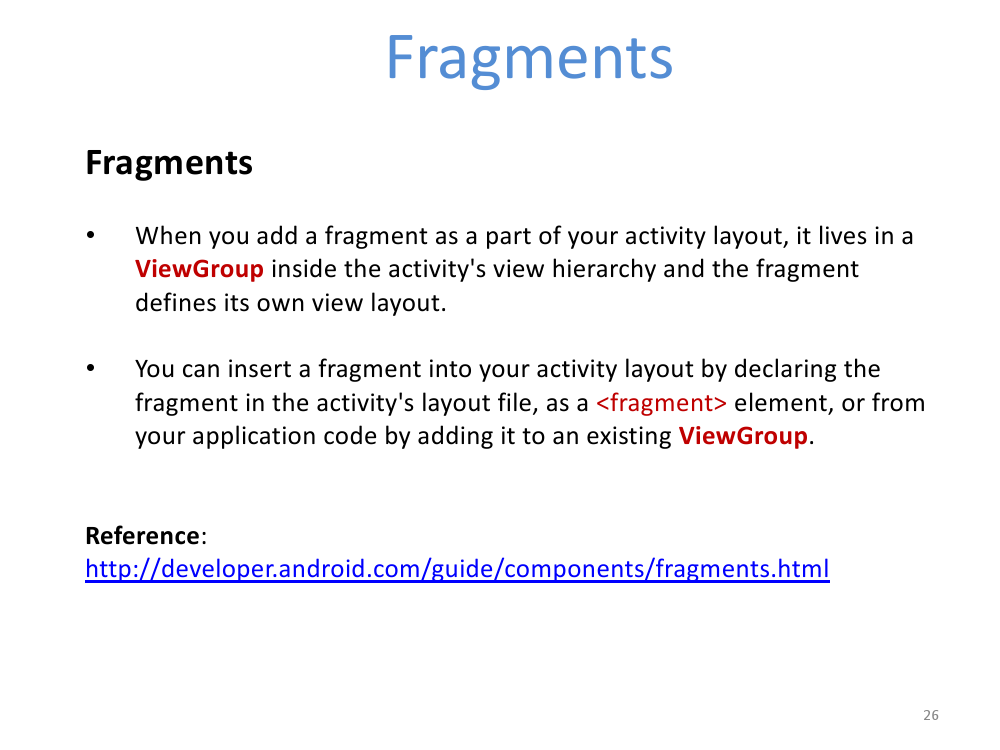 Fragments
Fragments
• When you add a fragment as a part of your activity layout, it lives in a
ViewGroup inside the activity's view hierarchy and the fragment
defines its own view layout.
• You can insert a fragment into your activity layout by declaring the
fragment in the activity's layout file, as a <fragment> element, or from
your application code by adding it to an existing ViewGroup.
Reference:
http://developer.android.com/guide/components/fragments.html
26